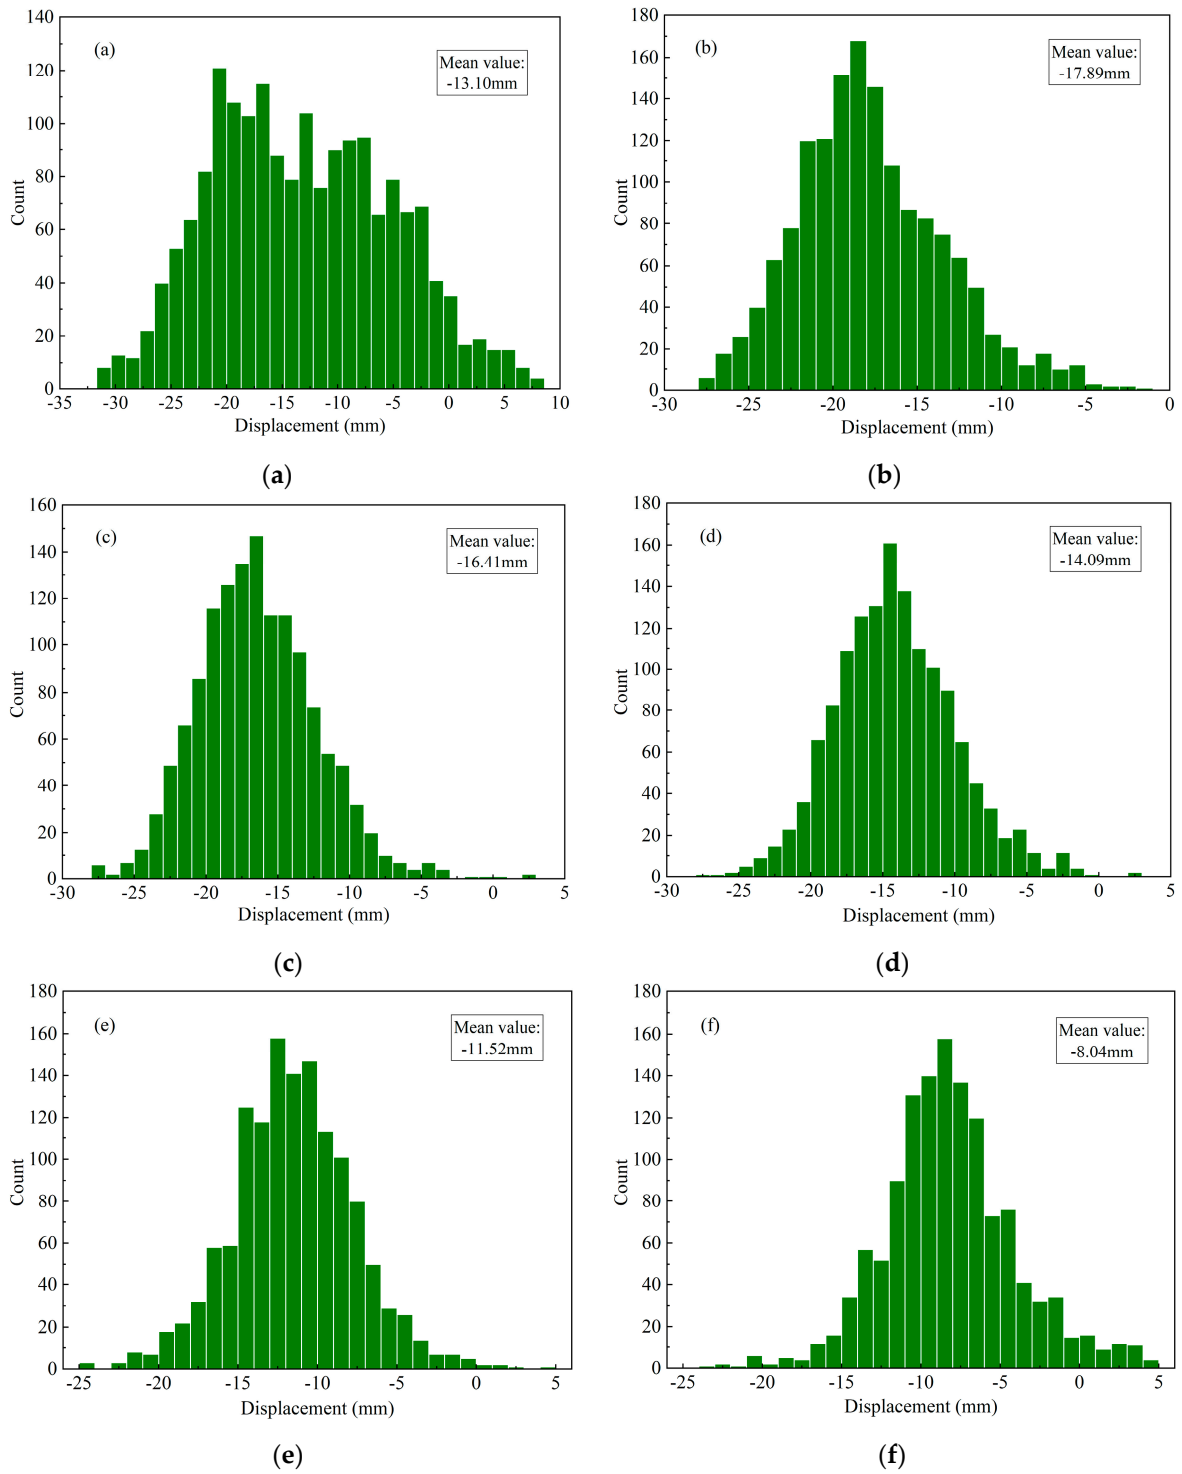 140
120
100
80
60
40
20
0
Count
(a)
Mean value:
-13.10mm
-35 -30 -25 -20 -15 -10 -5 0 5 10
Displacement (mm)
(a)
180
160
140
120
100
80
60
40
20
0
Count
(b)
Mean value:
-17.89mm
-30 -25 -20 -15 -10 -5 0
Displacement (mm)
(b)
160
140
120
100
80
60
40
20
0
Count
(c)
Mean value:
-16.41mm
-30 -25 -20 -15 -10 -5 0 5
Displacement (mm)
(c)
180
160
140
120
100
80
60
40
20
0
Count
(d)
Mean value:
-14.09mm
-30 -25 -20 -15 -10 -5 0 5
Displacement (mm)
(d)
180
160
140
120
100
80
60
40
20
0
Count
(e)
Mean value:
-11.52mm
-25 -20 -15 -10 -5 0 5
Displacement (mm)
(e)
180
160
140
120
100
80
60
40
20
0
Count
(f)
Mean value:
-8.04mm
-25 -20 -15 -10 -5 0 5
Displacement (mm)
(f)